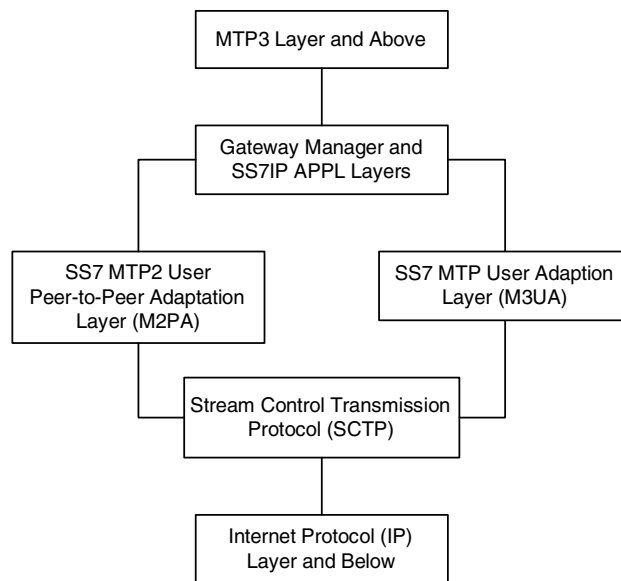 MTP3 Layer and Above
Gateway Manager and
SS7IP APPL Layers
SS7 MTP2 User
Peer-to-Peer Adaptation
Layer (M2PA)
SS7 MTP User Adaption
Layer (M3UA)
Stream Control Transmission
Protocol (SCTP)
Internet Protocol (IP)
Layer and Below